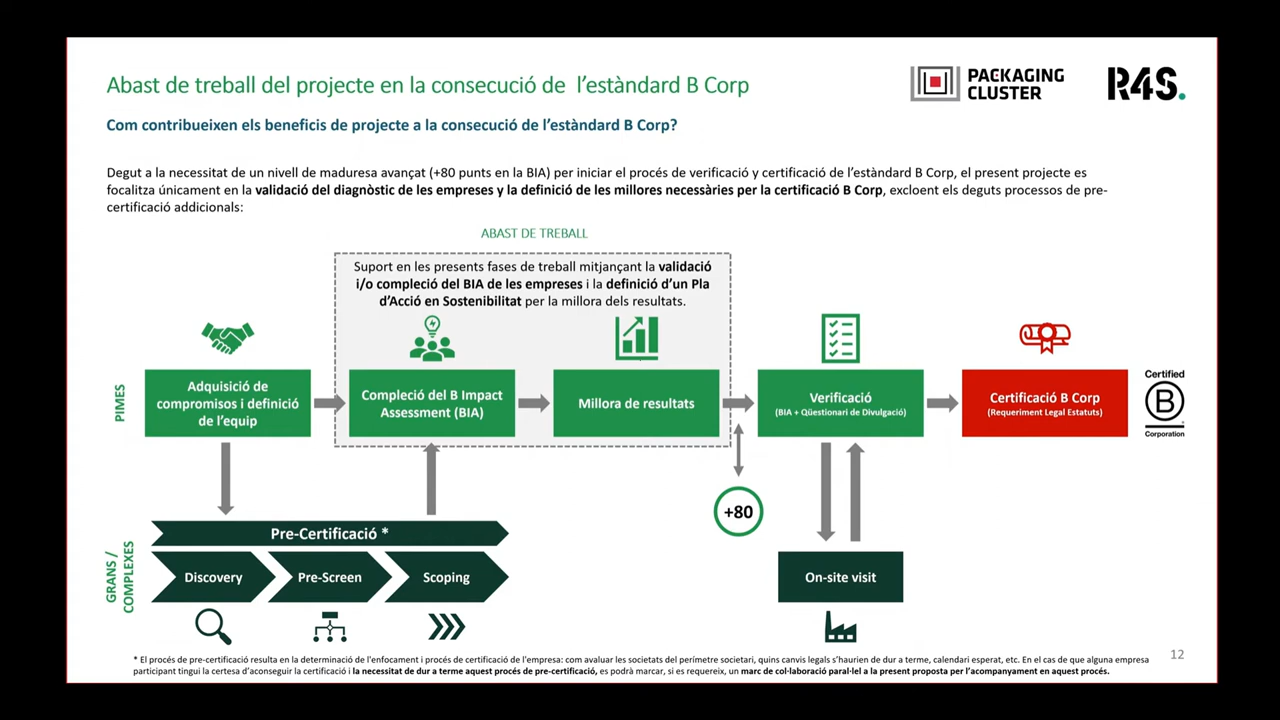 Abast de treball del projecte en la consecució de l'estàndard B Corp
PACKAGING
CLUSTER
R4S.
Com contribueixen els beneficis de projecte a la consecució de l'estàndard B Corp?
Degut a la necessitat de un nivell de maduresa avançat (+80 punts en la BIA) per iniciar el procés de verificació y certificació de l'estàndard B Corp, el present projecte es
focalitza únicament en la validació del diagnòstic de les empreses y la definició de les millores necessàries per la certificació B Corp, excloent els deguts processos de pre-
certificació addicionals:
ABAST DE TREBALL
Suport en les presents fases de treball mitjançant la validació
i/o compleció del BIA de les empreses i la definició d'un Pla
d'Acció en Sostenibilitat per la millora dels resultats.
PIMES
Adquisició de
compromisos i definició
de l'equip
Compleció del B Impact
Assessment (BIA)
Millora de resultats
Verificació
(BIA + Qüestionari de Divulgació)
Certificació B Corp
(Requeriment Legal Estatuts)
Certified
B
Corporation
+80
GRANS /
COMPLEXES
Pre-Certificació *
Discovery
Pre-Screen
Scoping
On-site visit
* El procés de pre-certificació resulta en la determinació de l'enfocament i procés de certificació de l'empresa: com avaluar les societats del perímetre societari, quins canvis legals s'haurien de dur a terme, calendari esperat, etc. En el cas de que alguna empresa
participant tingui la certesa d'aconseguir la certificació i la necessitat de dur a terme aquest procés de pre-certificació, es podrà marcar, si es requereix, un marc de col·laboració paral·lel a la present proposta per l'acompanyament en aquest procés.
12